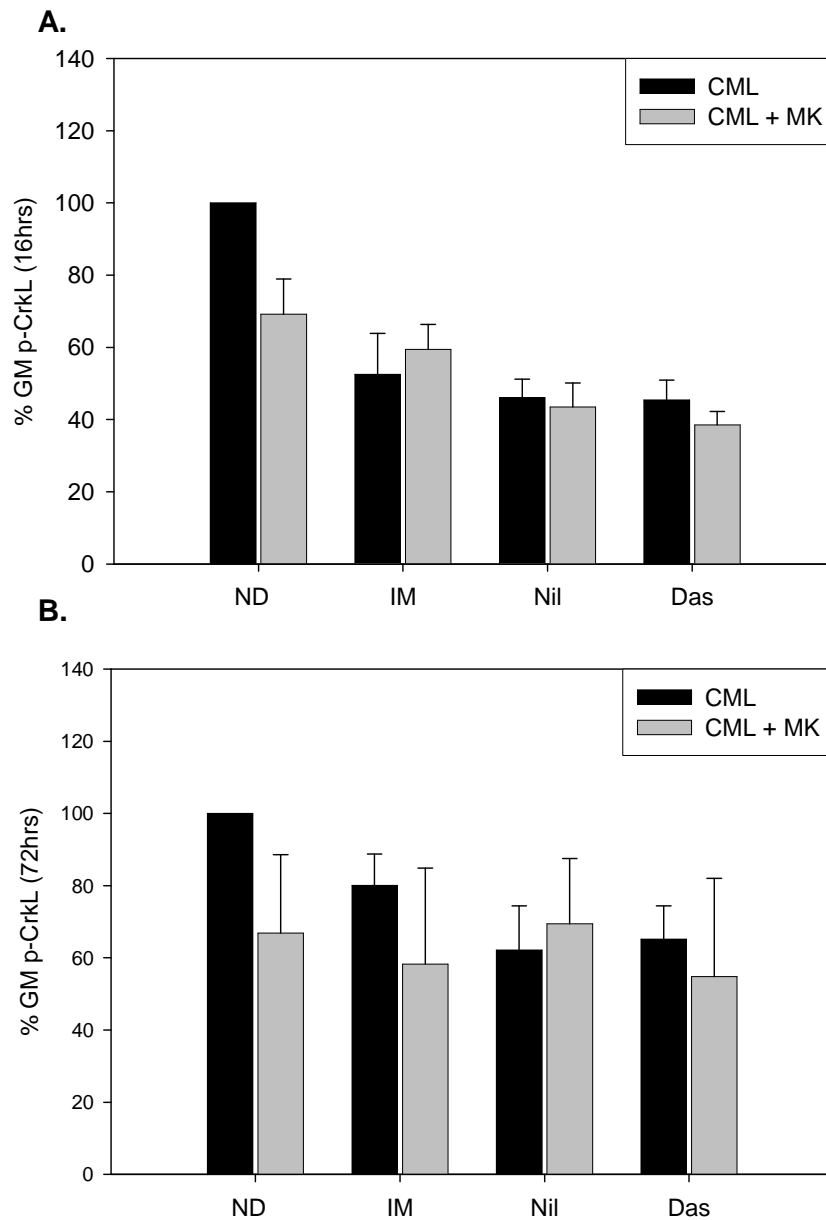 A.
% GM p-CrkL (16hrs)
140
120
100
80
60
40
20
0
CML
CML + MK
ND IM Nil Das
B.
% GM p-CrkL (72hrs)
140
120
100
80
60
40
20
0
CML
CML + MK
ND IM Nil Das